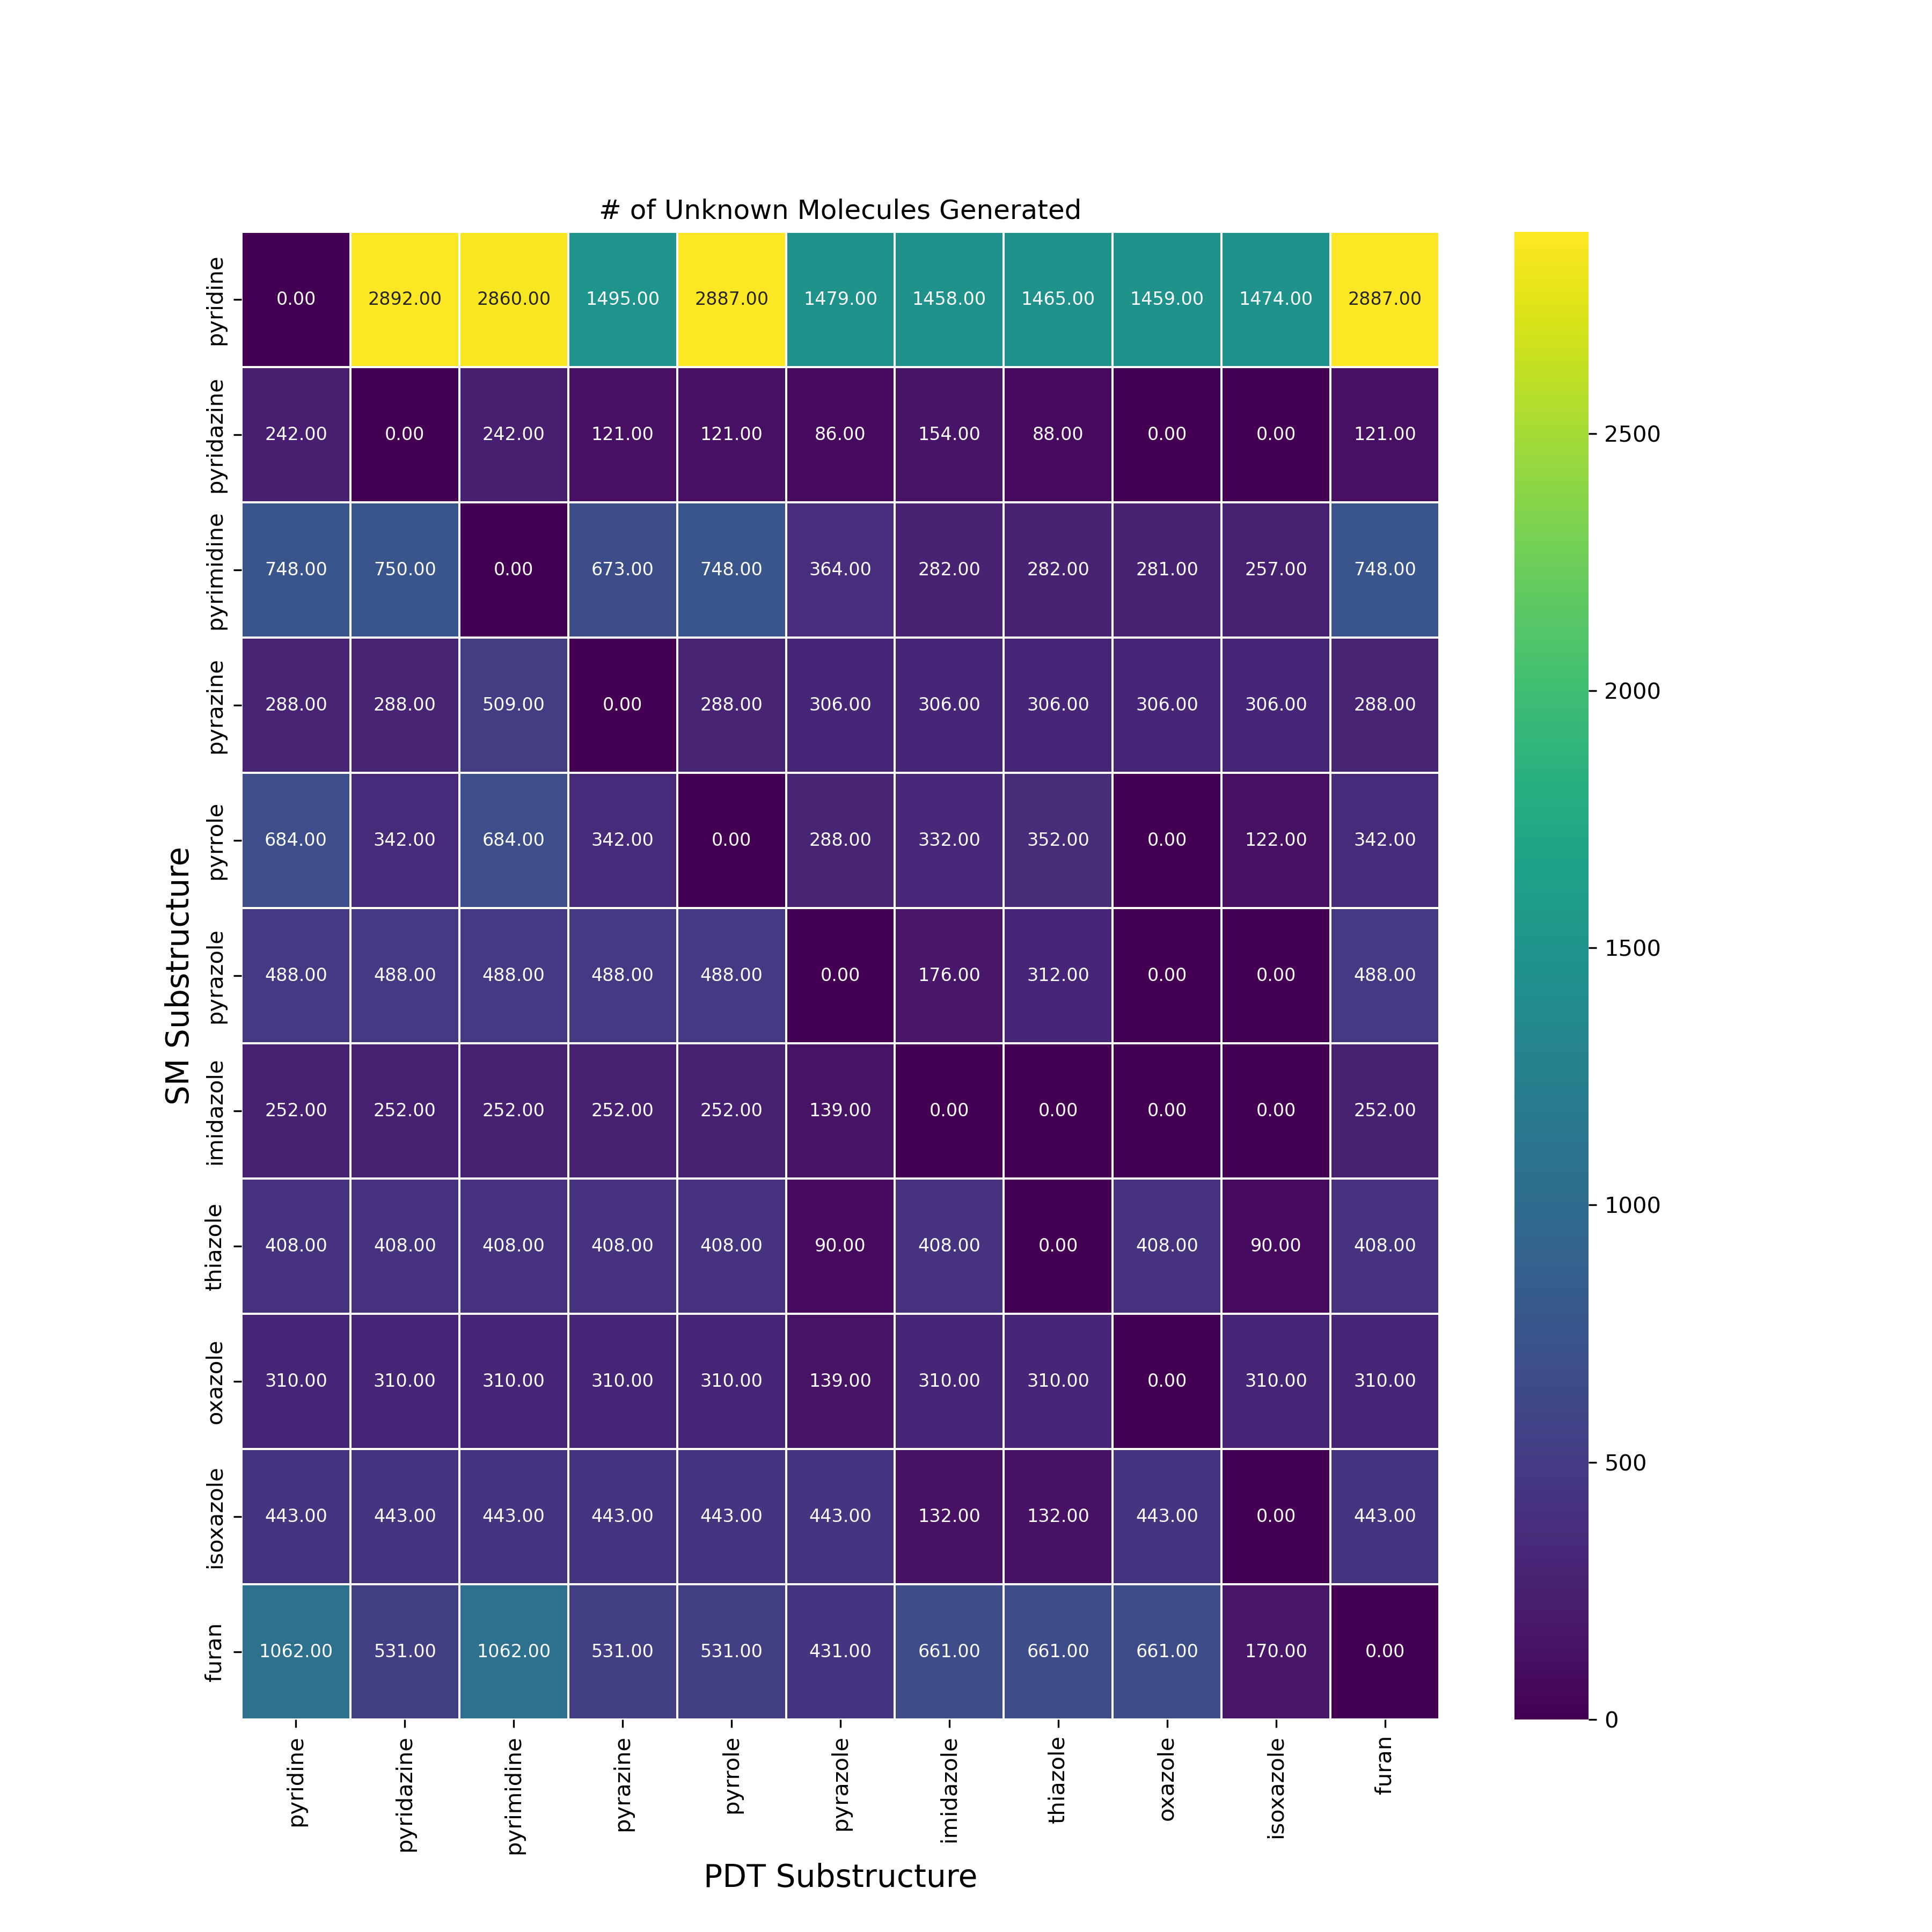 # of Unknown Molecules Generated
pyridine 0.00 2892.00 2860.00 1495.00 2887.00 1479.00 1458.00 1465.00 1459.00 1474.00 2887.00
pyridazine 242.00 0.00 242.00 121.00 121.00 86.00 154.00 88.00 0.00 0.00 121.00
pyrimidine 748.00 750.00 0.00 673.00 748.00 364.00 282.00 282.00 281.00 257.00 748.00
pyrazine 288.00 288.00 509.00 0.00 288.00 306.00 306.00 306.00 306.00 306.00 288.00
pyrrole 684.00 342.00 684.00 342.00 0.00 288.00 332.00 352.00 0.00 122.00 342.00
pyrazole 488.00 488.00 488.00 488.00 488.00 0.00 176.00 312.00 0.00 0.00 488.00
imidazole 252.00 252.00 252.00 252.00 252.00 139.00 0.00 0.00 0.00 0.00 252.00
thiazole 408.00 408.00 408.00 408.00 408.00 90.00 408.00 0.00 408.00 90.00 408.00
oxazole 310.00 310.00 310.00 310.00 310.00 139.00 310.00 310.00 0.00 310.00 310.00
isoxazole 443.00 443.00 443.00 443.00 443.00 443.00 132.00 132.00 443.00 0.00 443.00
furan 1062.00 531.00 1062.00 531.00 531.00 431.00 661.00 661.00 661.00 170.00 0.00
SM Substructure
pyridine pyridazine pyrimidine pyrazine pyrrole pyrazole imidazole thiazole oxazole isoxazole furan
PDT Substructure
2500
2000
1500
1000
500
0